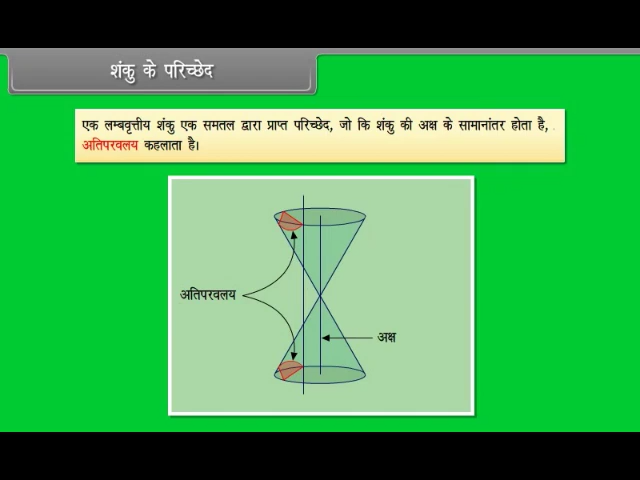 शंकु के परिच्छेद
एक लम्बवृत्तीय शंकु एक समतल द्वारा प्राप्त परिच्छेद, जो कि शंकु की अक्ष के सामानांतर होता है,
अतिपरवलय कहलाता है।
अतिपरवलय
अक्ष